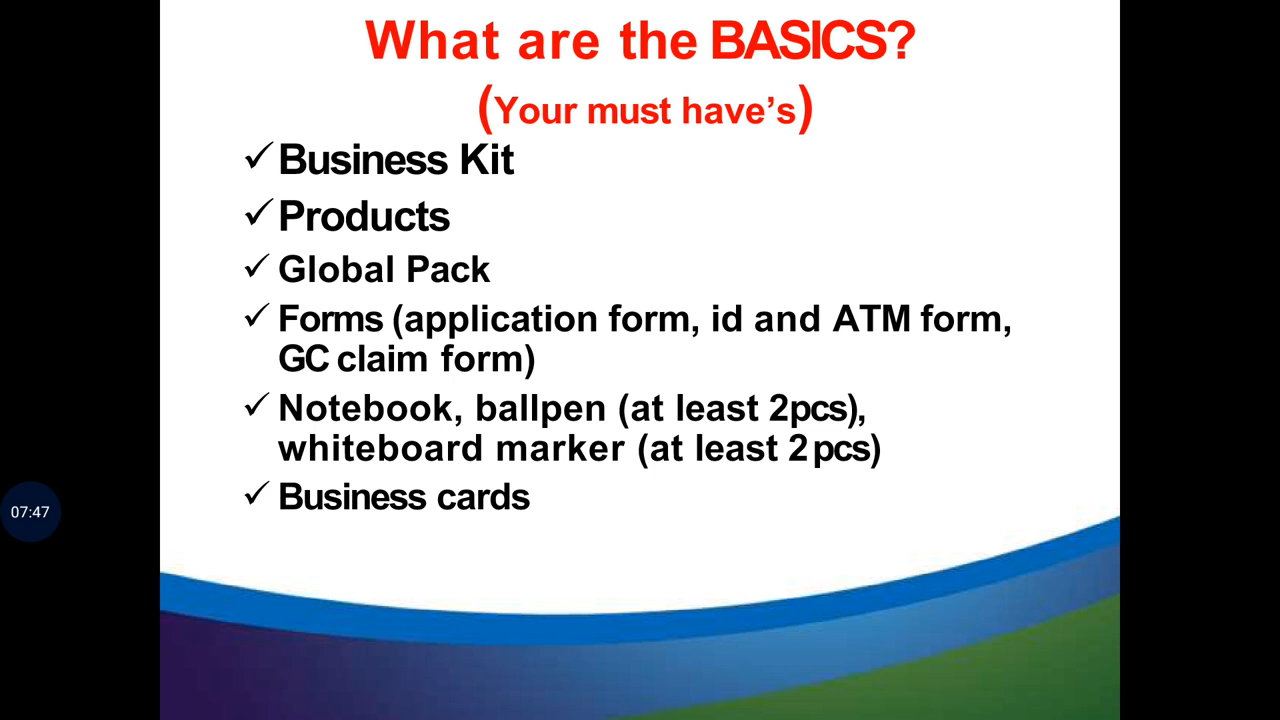 What are the BASICS?
(Your must have’s)
✓Business Kit
✓Products
✓Global Pack
✓Forms (application form, id and ATM form,
GC claim form)
✓Notebook, ballpen (at least 2pcs),
whiteboard marker (at least 2pcs)
✓Business cards
07:47